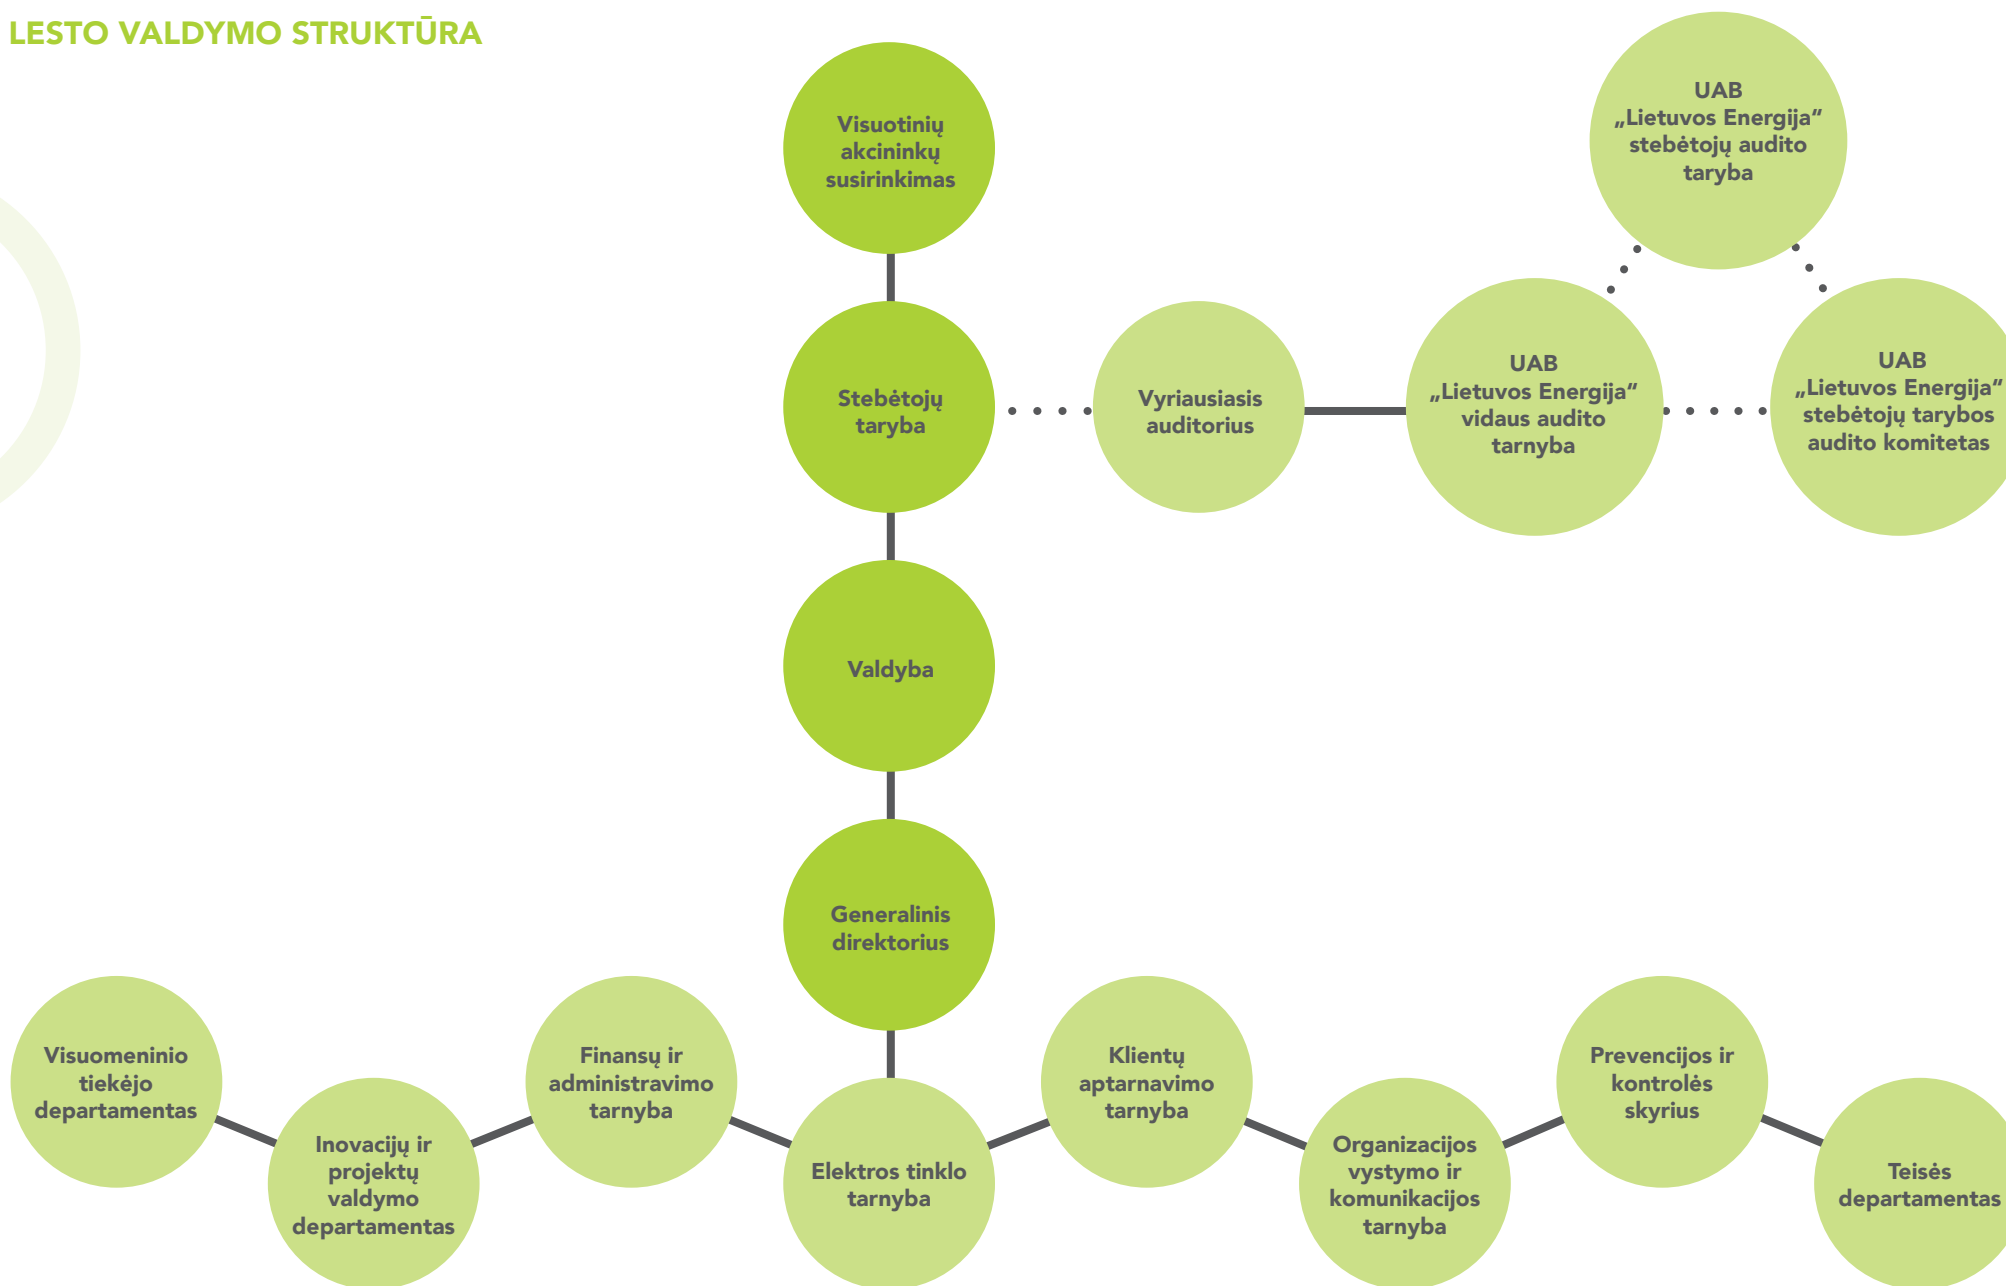 LESTO VALDYMO STRUKTŪRA
Visuotinių
akcininkų
susirinkimas
UAB
„Lietuvos Energija“
stebėtojų audito
taryba
Stebėtojų
taryba
Vyriausiasis
auditorius
UAB
„Lietuvos Energija“
vidaus audito
tarnyba
UAB
„Lietuvos Energija“
stebėtojų tarybos
audito komitetas
Valdyba
Generalinis
direktorius
Visuomeninio
tiekėjo
departamentas
Inovacijų ir
projektų
valdymo
departamentas
Finansų ir
administravimo
tarnyba
Elektros tinklo
tarnyba
Klientų
aptarnavimo
tarnyba
Organizacijos
vystymo ir
komunikacijos
tarnyba
Prevencijos ir
kontrolės
skyrius
Teisės
departamentas